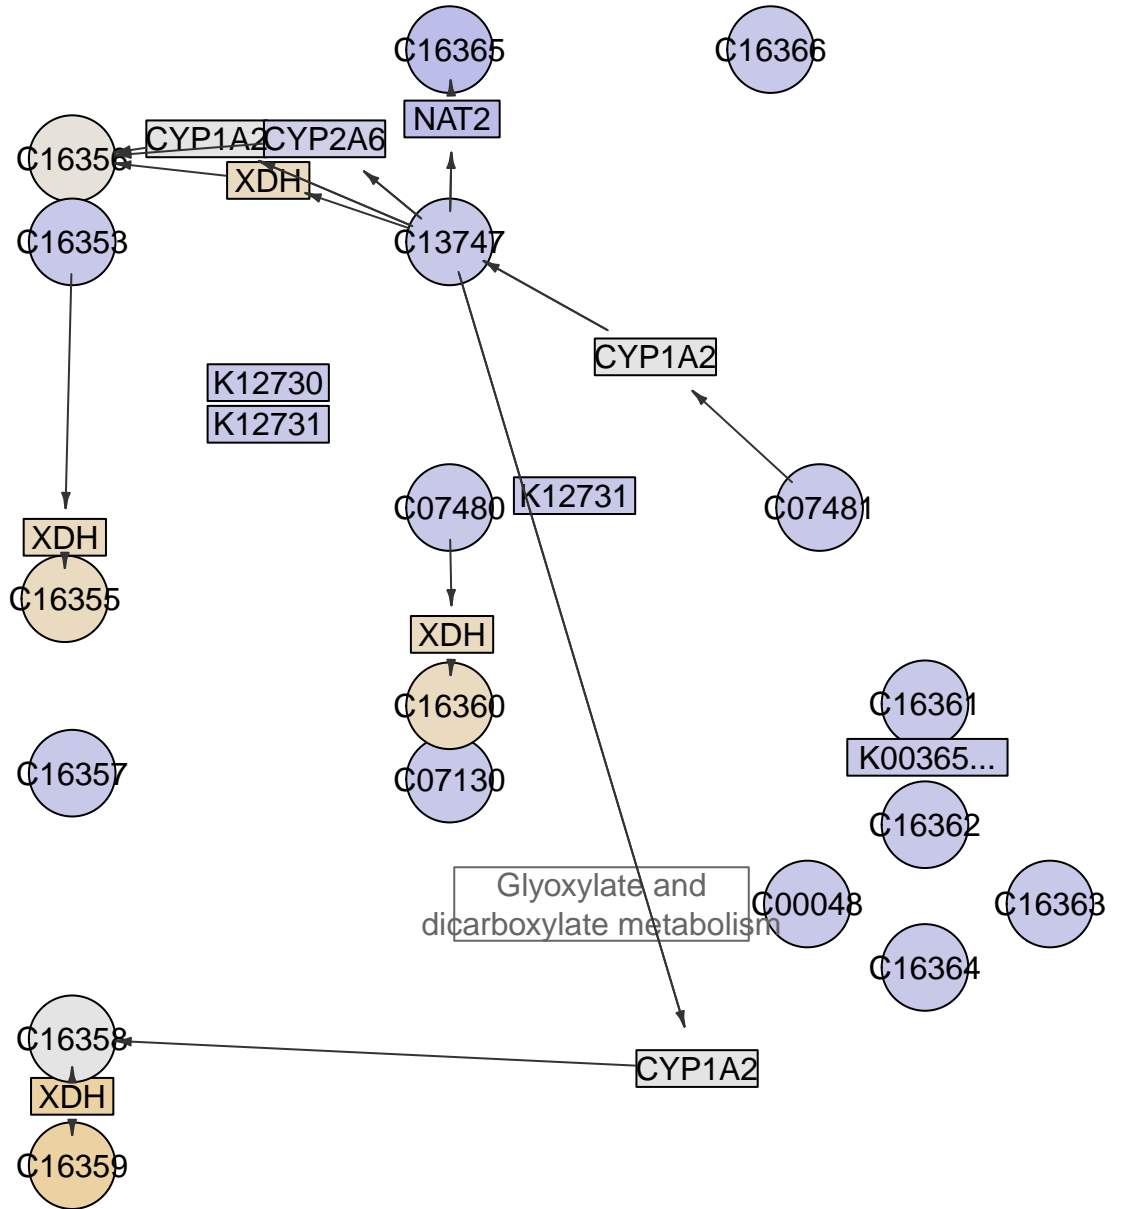 C16365
C16366
NAT2
CYP1A2
CYP2A6
C16356
XDH
C16353
C13747
CYP1A2
K12730
K12731
K12731
C07480
C07481
XDH
C16355
XDH
C16360
C16361
K00365...
C16357
C07130
C16362
Glyoxylate and
dicarboxylate metabolism
C00048
C16363
C16364
C16358
CYP1A2
XDH
C16359